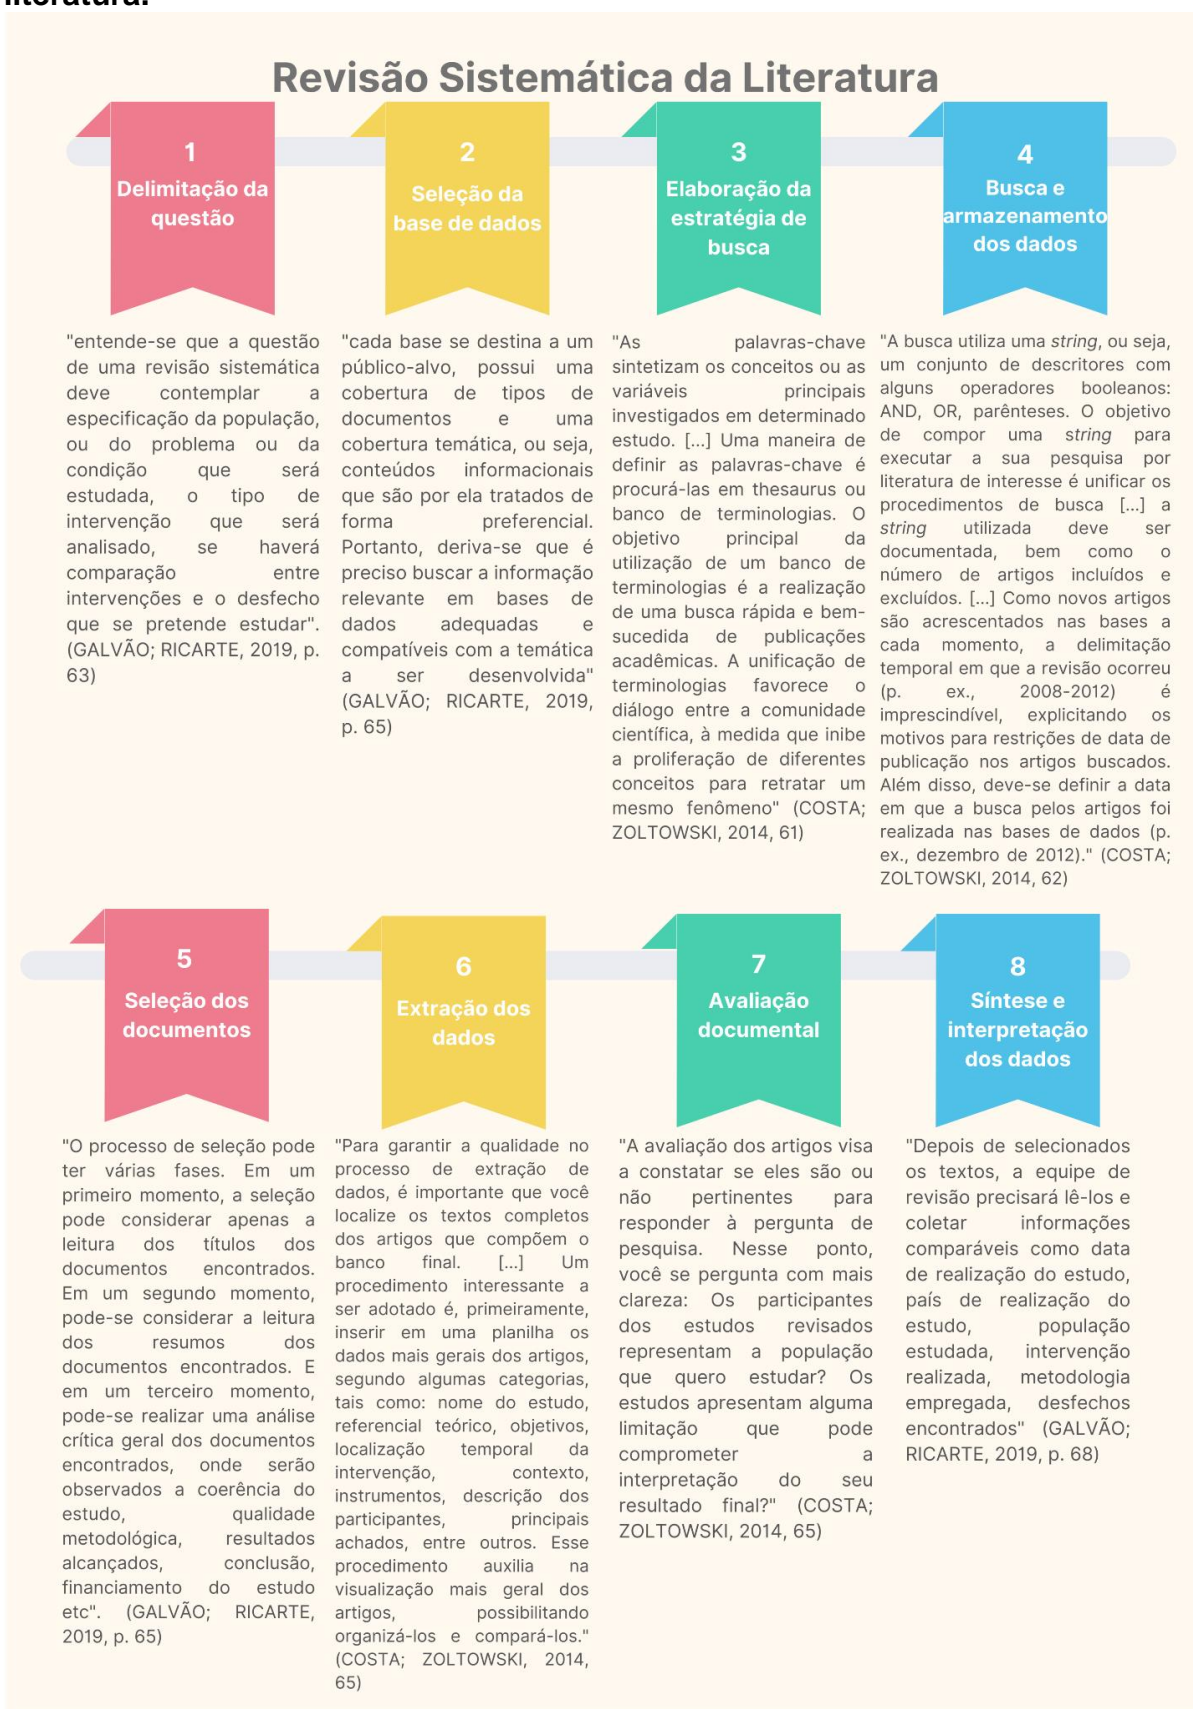 literatura.
Revisão Sistemática da Literatura
1
Delimitação da
questão
"entende-se que a questão
de uma revisão sistemática
deve contemplar a
especificação da população,
ou do problema ou da
condição que será
estudada, o tipo de
intervenção que será
analisado, se haverá
comparação entre
intervenções e o desfecho
que se pretende estudar".
(GALVÃO; RICARTE, 2019, p.
63)
2
Seleção da
base de dados
"cada base se destina a um
público-alvo, possui uma
cobertura de tipos de
documentos e uma
cobertura temática, ou seja,
conteúdos informacionais
que são por ela tratados de
forma preferencial.
Portanto, deriva-se que é
preciso buscar a informação
relevante em bases de
dados adequadas e
compatíveis com a temática
a ser desenvolvida"
(GALVÃO; RICARTE, 2019,
p. 65)
3
Elaboração da
estratégia de
busca
"As palavras-chave
sintetizam os conceitos ou as
variáveis principais
investigados em determinado
estudo. [...] Uma maneira de
definir as palavras-chave é
procurá-las em thesaurus ou
banco de terminologias. O
objetivo principal da
utilização de um banco de
terminologias é a realização
de uma busca rápida e bem-
sucedida de publicações
acadêmicas. A unificação de
terminologias favorece o
diálogo entre a comunidade
científica, à medida que inibe
a proliferação de diferentes
conceitos para retratar um
mesmo fenômeno" (COSTA;
ZOLTOWSKI, 2014, 61)
4
Busca e
armazenamento
dos dados
"A busca utiliza uma string, ou seja,
um conjunto de descritores com
alguns operadores booleanos:
AND, OR, parênteses. O objetivo
de compor uma string para
executar a sua pesquisa por
literatura de interesse é unificar os
procedimentos de busca [...] a
string utilizada deve ser
documentada, bem como o
número de artigos incluídos e
excluídos. [...] Como novos artigos
são acrescentados nas bases a
cada momento, a delimitação
temporal em que a revisão ocorreu
(p. ex., 2008-2012) é
imprescindível, explicitando os
motivos para restrições de data de
publicação nos artigos buscados.
Além disso, deve-se definir a data
em que a busca pelos artigos foi
realizada nas bases de dados (p.
ex., dezembro de 2012)." (COSTA;
ZOLTOWSKI, 2014, 62)
5
Seleção dos
documentos
"O processo de seleção pode
ter várias fases. Em um
primeiro momento, a seleção
pode considerar apenas a
leitura dos títulos dos
documentos encontrados.
Em um segundo momento,
pode-se considerar a leitura
dos resumos dos
documentos encontrados. E
em um terceiro momento,
pode-se realizar uma análise
crítica geral dos documentos
encontrados, onde serão
observados a coerência do
estudo, qualidade
metodológica, resultados
alcançados, conclusão,
financiamento do estudo
etc". (GALVÃO; RICARTE,
2019, p. 65)
6
Extração dos
dados
"Para garantir a qualidade no
processo de extração de
dados, é importante que você
localize os textos completos
dos artigos que compõem o
banco final. [...] Um
procedimento interessante a
ser adotado é, primeiramente,
inserir em uma planilha os
dados mais gerais dos artigos,
segundo algumas categorias,
tais como: nome do estudo,
referencial teórico, objetivos,
localização temporal da
intervenção, contexto,
instrumentos, descrição dos
participantes, principais
achados, entre outros. Esse
procedimento auxilia na
visualização mais geral dos
artigos, possibilitando
organizá-los e compará-los."
(COSTA; ZOLTOWSKI, 2014,
65)
7
Avaliação
documental
"A avaliação dos artigos visa
a constatar se eles são ou
não pertinentes para
responder à pergunta de
pesquisa. Nesse ponto,
você se pergunta com mais
clareza: Os participantes
dos estudos revisados
representam a população
que quero estudar? Os
estudos apresentam alguma
limitação que pode
comprometer a
interpretação do seu
resultado final?" (COSTA;
ZOLTOWSKI, 2014, 65)
8
Síntese e
interpretação
dos dados
"Depois de selecionados
os textos, a equipe de
revisão precisará lê-los e
coletar informações
comparáveis como data
de realização do estudo,
país de realização do
estudo, população
estudada, intervenção
realizada, metodologia
empregada, desfechos
encontrados" (GALVÃO;
RICARTE, 2019, p. 68)